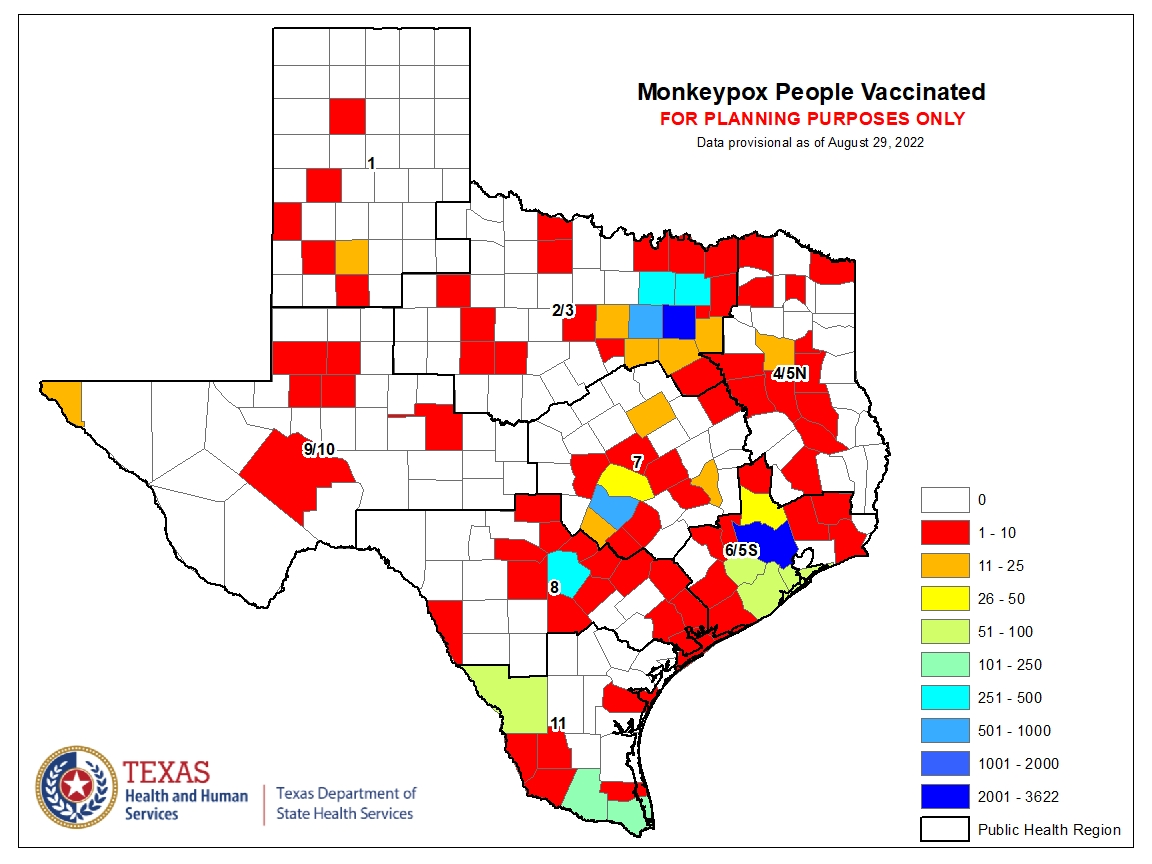 Monkeypox People Vaccinated
FOR PLANNING PURPOSES ONLY
Data provisional as of August 29, 2022
1
2/3
4/5N
9/10
7
6/5S
8
11
0
1 - 10
11 - 25
26 - 50
51 - 100
101 - 250
251 - 500
501 - 1000
1001 - 2000
2001 - 3622
Public Health Region
TEXAS
Health and Human
Services
Texas Department of
State Health Services